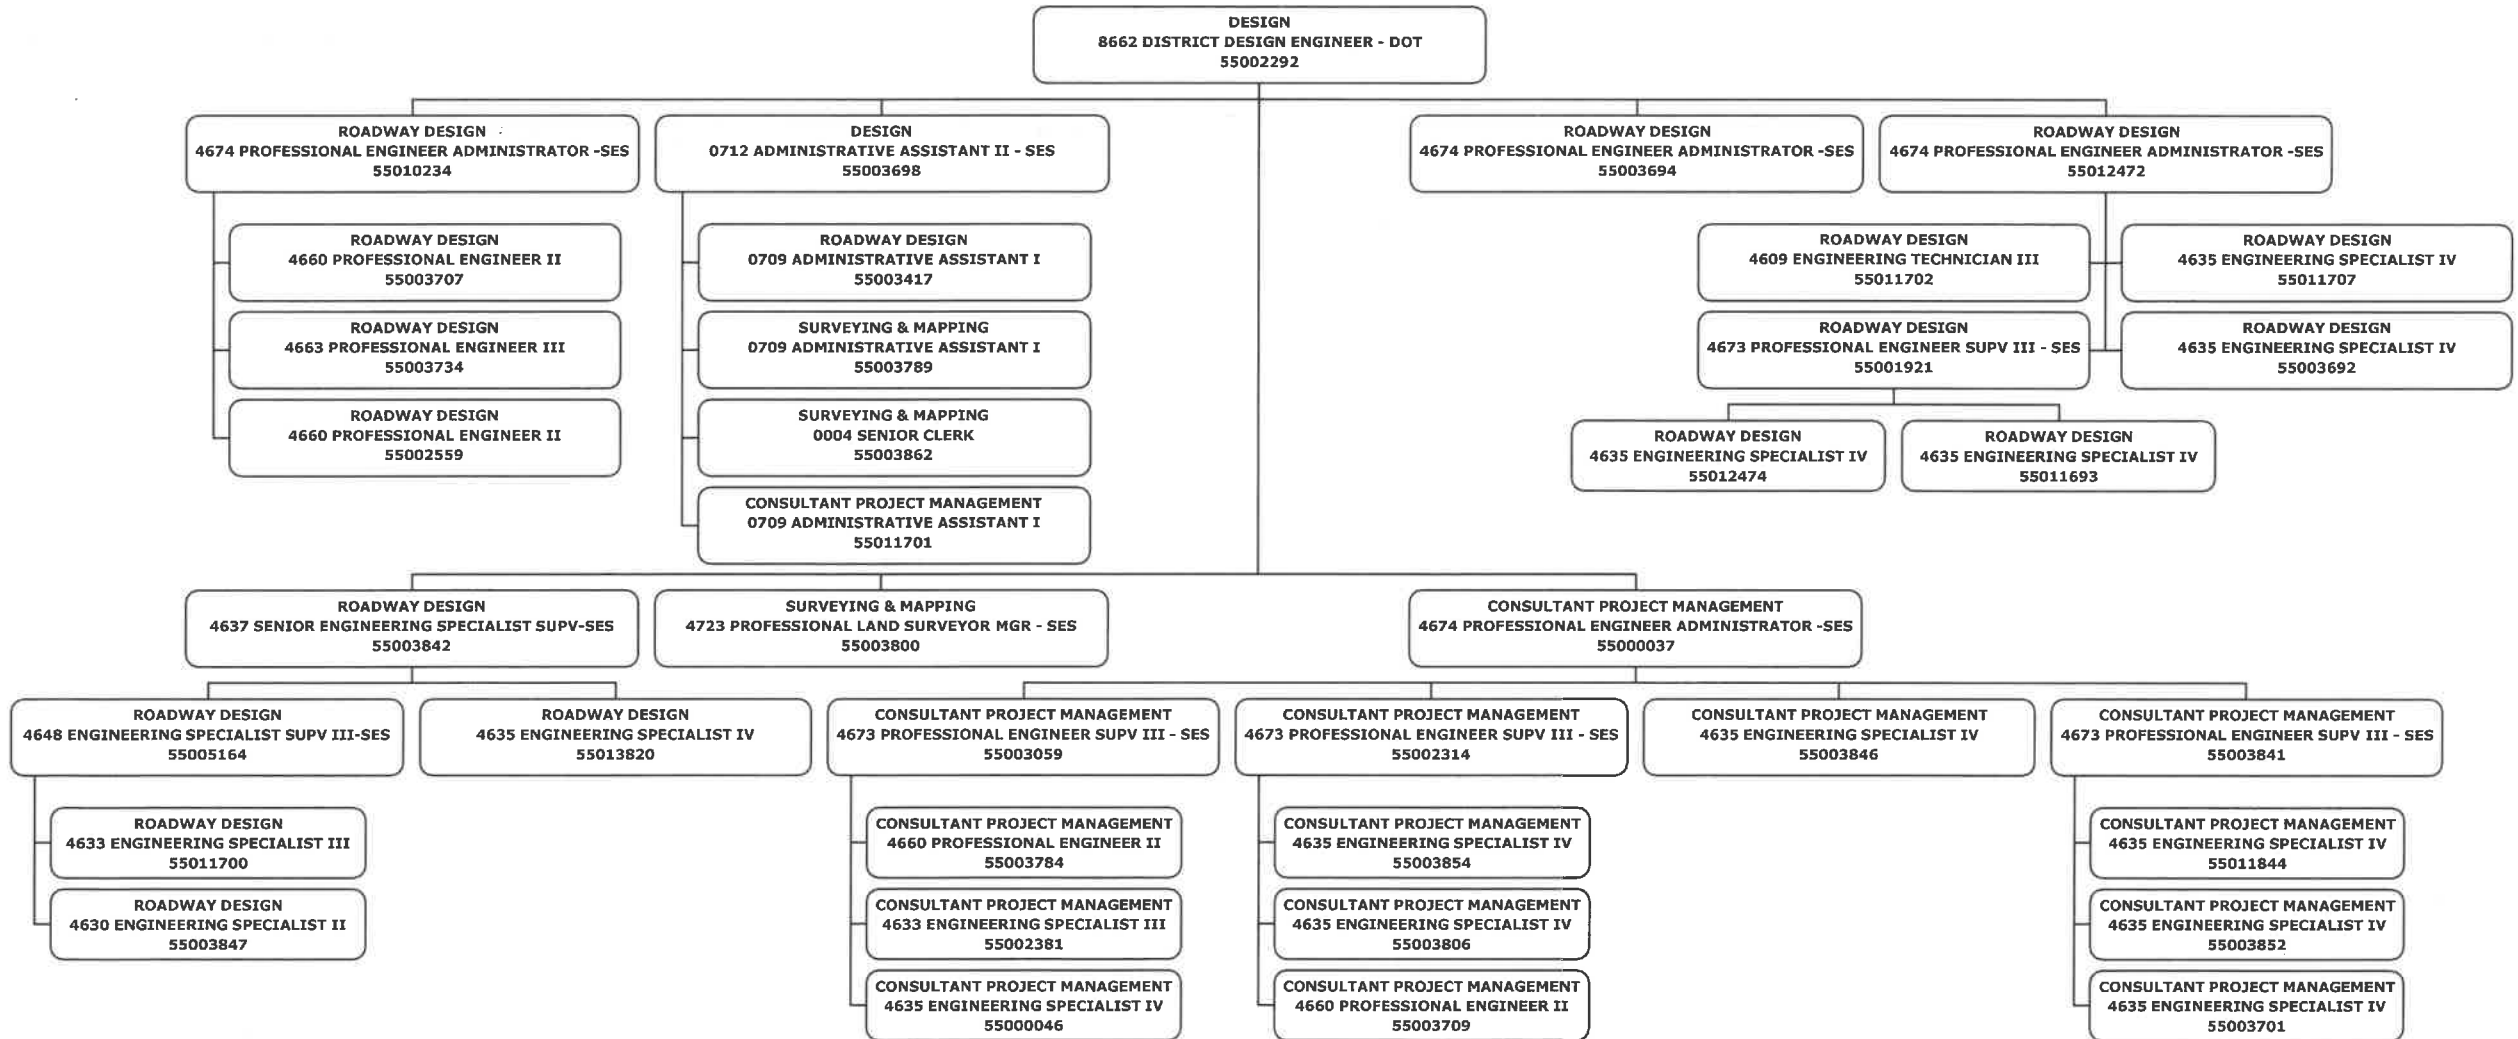 DESIGN
8662 DISTRICT DESIGN ENGINEER - DOT
55002292
ROADWAY DESIGN
4674 PROFESSIONAL ENGINEER ADMINISTRATOR -SES
55010234
DESIGN
0712 ADMINISTRATIVE ASSISTANT II - SES
55003698
ROADWAY DESIGN
4674 PROFESSIONAL ENGINEER ADMINISTRATOR -SES
55003694
ROADWAY DESIGN
4674 PROFESSIONAL ENGINEER ADMINISTRATOR -SES
55012472
ROADWAY DESIGN
4660 PROFESSIONAL ENGINEER II
55003707
ROADWAY DESIGN
4663 PROFESSIONAL ENGINEER III
55003734
ROADWAY DESIGN
4660 PROFESSIONAL ENGINEER II
55002559
ROADWAY DESIGN
0709 ADMINISTRATIVE ASSISTANT I
55003417
SURVEYING & MAPPING
0709 ADMINISTRATIVE ASSISTANT I
55003789
SURVEYING & MAPPING
0004 SENIOR CLERK
55003862
CONSULTANT PROJECT MANAGEMENT
0709 ADMINISTRATIVE ASSISTANT I
55011701
ROADWAY DESIGN
4609 ENGINEERING TECHNICIAN III
55011702
ROADWAY DESIGN
4635 ENGINEERING SPECIALIST IV
55011707
ROADWAY DESIGN
4673 PROFESSIONAL ENGINEER SUPV III - SES
55001921
ROADWAY DESIGN
4635 ENGINEERING SPECIALIST IV
55003692
ROADWAY DESIGN
4635 ENGINEERING SPECIALIST IV
55012474
ROADWAY DESIGN
4635 ENGINEERING SPECIALIST IV
55011693
ROADWAY DESIGN
4637 SENIOR ENGINEERING SPECIALIST SUPV-SES
55003842
SURVEYING & MAPPING
4723 PROFESSIONAL LAND SURVEYOR MGR - SES
55003800
CONSULTANT PROJECT MANAGEMENT
4674 PROFESSIONAL ENGINEER ADMINISTRATOR -SES
55000037
ROADWAY DESIGN
4648 ENGINEERING SPECIALIST SUPV III-SES
55005164
ROADWAY DESIGN
4635 ENGINEERING SPECIALIST IV
55013820
CONSULTANT PROJECT MANAGEMENT
4673 PROFESSIONAL ENGINEER SUPV III - SES
55003059
CONSULTANT PROJECT MANAGEMENT
4673 PROFESSIONAL ENGINEER SUPV III - SES
55002314
CONSULTANT PROJECT MANAGEMENT
4635 ENGINEERING SPECIALIST IV
55003846
CONSULTANT PROJECT MANAGEMENT
4673 PROFESSIONAL ENGINEER SUPV III - SES
55003841
ROADWAY DESIGN
4633 ENGINEERING SPECIALIST III
55011700
ROADWAY DESIGN
4630 ENGINEERING SPECIALIST II
55003847
CONSULTANT PROJECT MANAGEMENT
4660 PROFESSIONAL ENGINEER II
55003784
CONSULTANT PROJECT MANAGEMENT
4633 ENGINEERING SPECIALIST III
55002381
CONSULTANT PROJECT MANAGEMENT
4635 ENGINEERING SPECIALIST IV
55000046
CONSULTANT PROJECT MANAGEMENT
4635 ENGINEERING SPECIALIST IV
55003854
CONSULTANT PROJECT MANAGEMENT
4635 ENGINEERING SPECIALIST IV
55003806
CONSULTANT PROJECT MANAGEMENT
4660 PROFESSIONAL ENGINEER II
55003709
CONSULTANT PROJECT MANAGEMENT
4635 ENGINEERING SPECIALIST IV
55011844
CONSULTANT PROJECT MANAGEMENT
4635 ENGINEERING SPECIALIST IV
55003852
CONSULTANT PROJECT MANAGEMENT
4635 ENGINEERING SPECIALIST IV
55003701